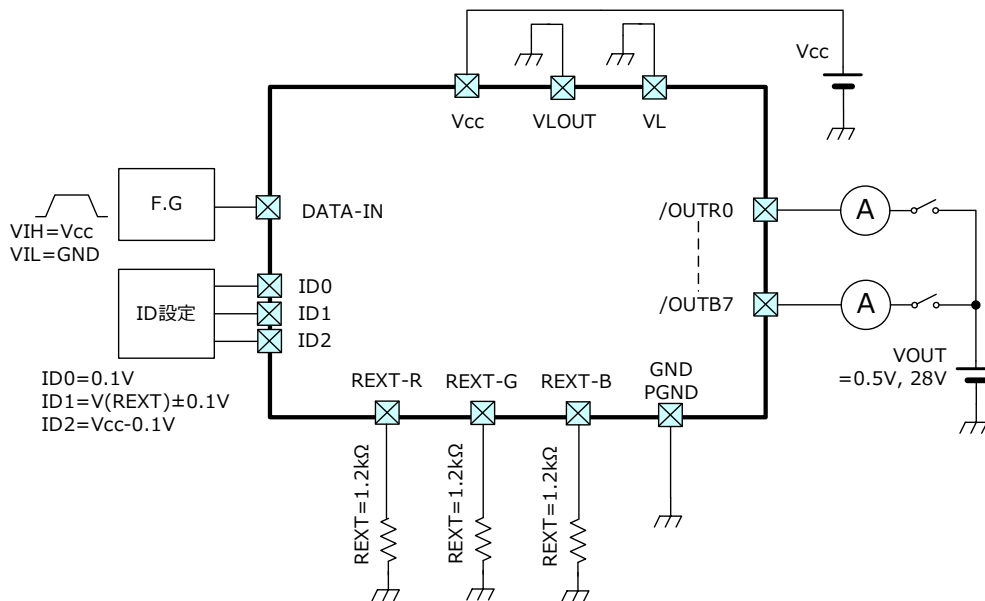 Vcc
Vcc
VLOUT
VL
F.G
DATA-IN
VIH=Vcc
VIL=GND
/OUTR0
A
ID設定
ID0
ID1
ID2
/OUTB7
A
ID0=0.1V
ID1=V(REXT)±0.1V
ID2=Vcc-0.1V
VOUT
=0.5V, 28V
REXT-R
REXT-G
REXT-B
GND
PGND
REXT=1.2kΩ
REXT=1.2kΩ
REXT=1.2kΩ